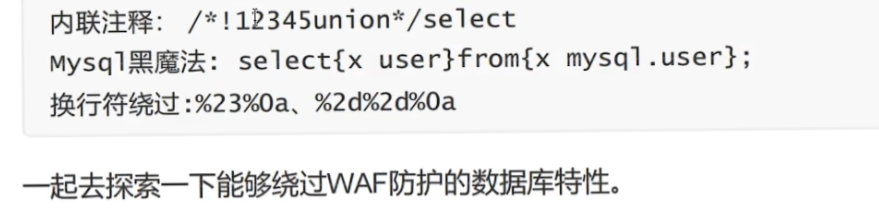 内联注释: /*!12345union*/select
Mysql黑魔法: select{x user}from{x mysql.user};
换行符绕过:%23%0a、%2d%2d%0a
一起去探索一下能够绕过WAF防护的数据库特性。